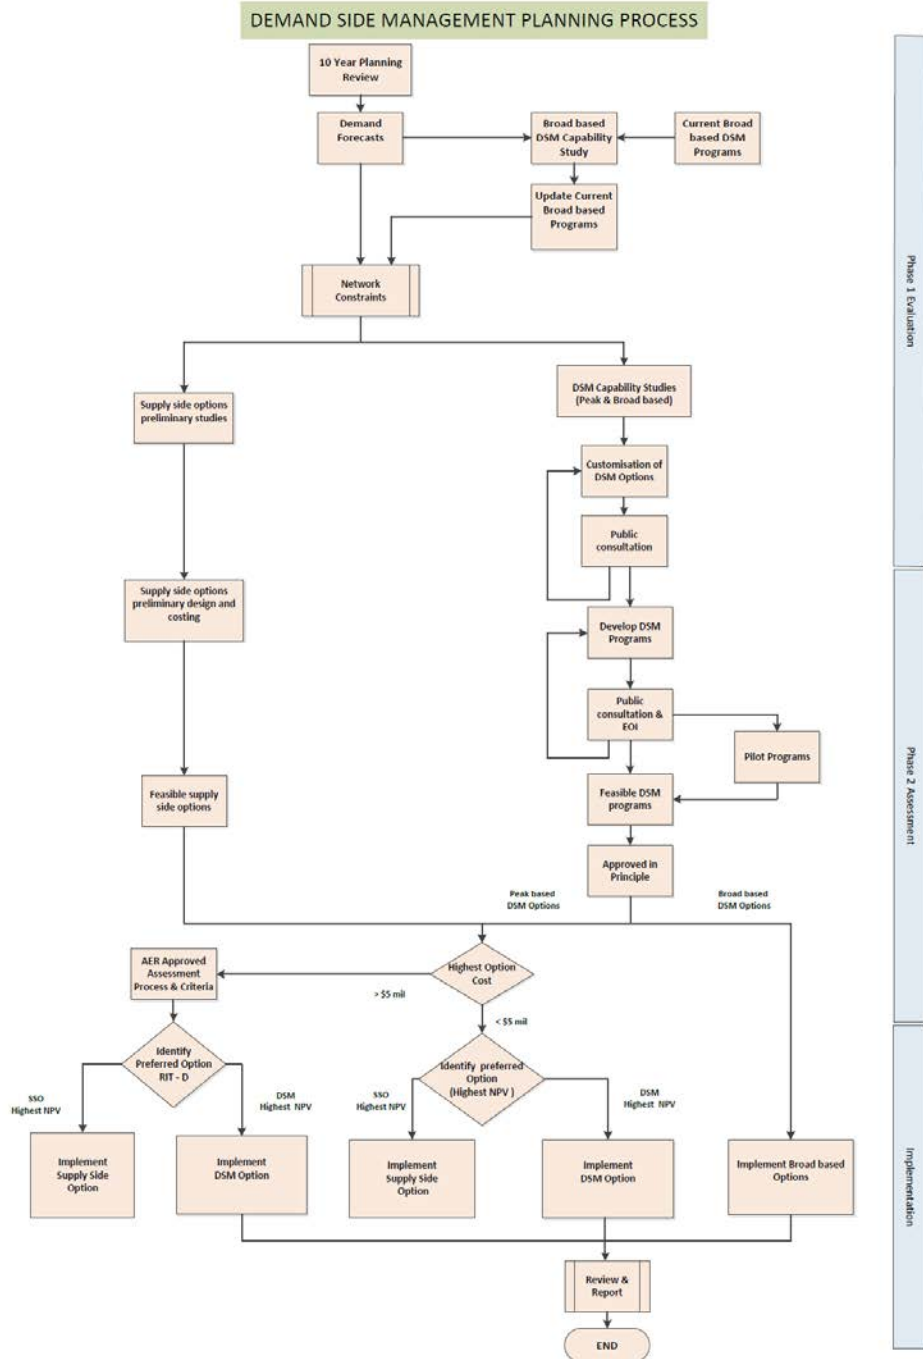 DEMAND SIDE MANAGEMENT PLANNING PROCESS
10 Year Planning
Review
Demand
Forecasts
Broad based
DSM Capability
Study
Current Broad
based DSM
Programs
Update Current
Broad based
Programs
Network
Constraints
Phase 1 Evaluation
Supply side options
preliminary studies
DSM Capability Studies
(Peak & Broad based)
Customisation of
DSM Options
Public
consultation
Supply side options
preliminary design and
costing
Develop DSM
Programs
Public
consultation &
EOI
Pilot Programs
Feasible supply
side options
Feasible DSM
programs
Phase 2 Assessment
Approved in
Principle
Peak based
DSM Options
Broad based
DSM Options
AER Approved
Assessment
Process & Criteria
Highest Option
Cost
> $5 mil
< $5 mil
Identify
Preferred Option
RIT - D
Identify preferred
Option
(Highest NPV )
SSO
Highest NPV
DSM
Highest NPV
SSO
Highest NPV
DSM
Highest NPV
Implement
Supply Side
Option
Implement
DSM Option
Implement
Supply Side
Option
Implement
DSM Option
Implement Broad based
Options
Implementation
Review &
Report
END